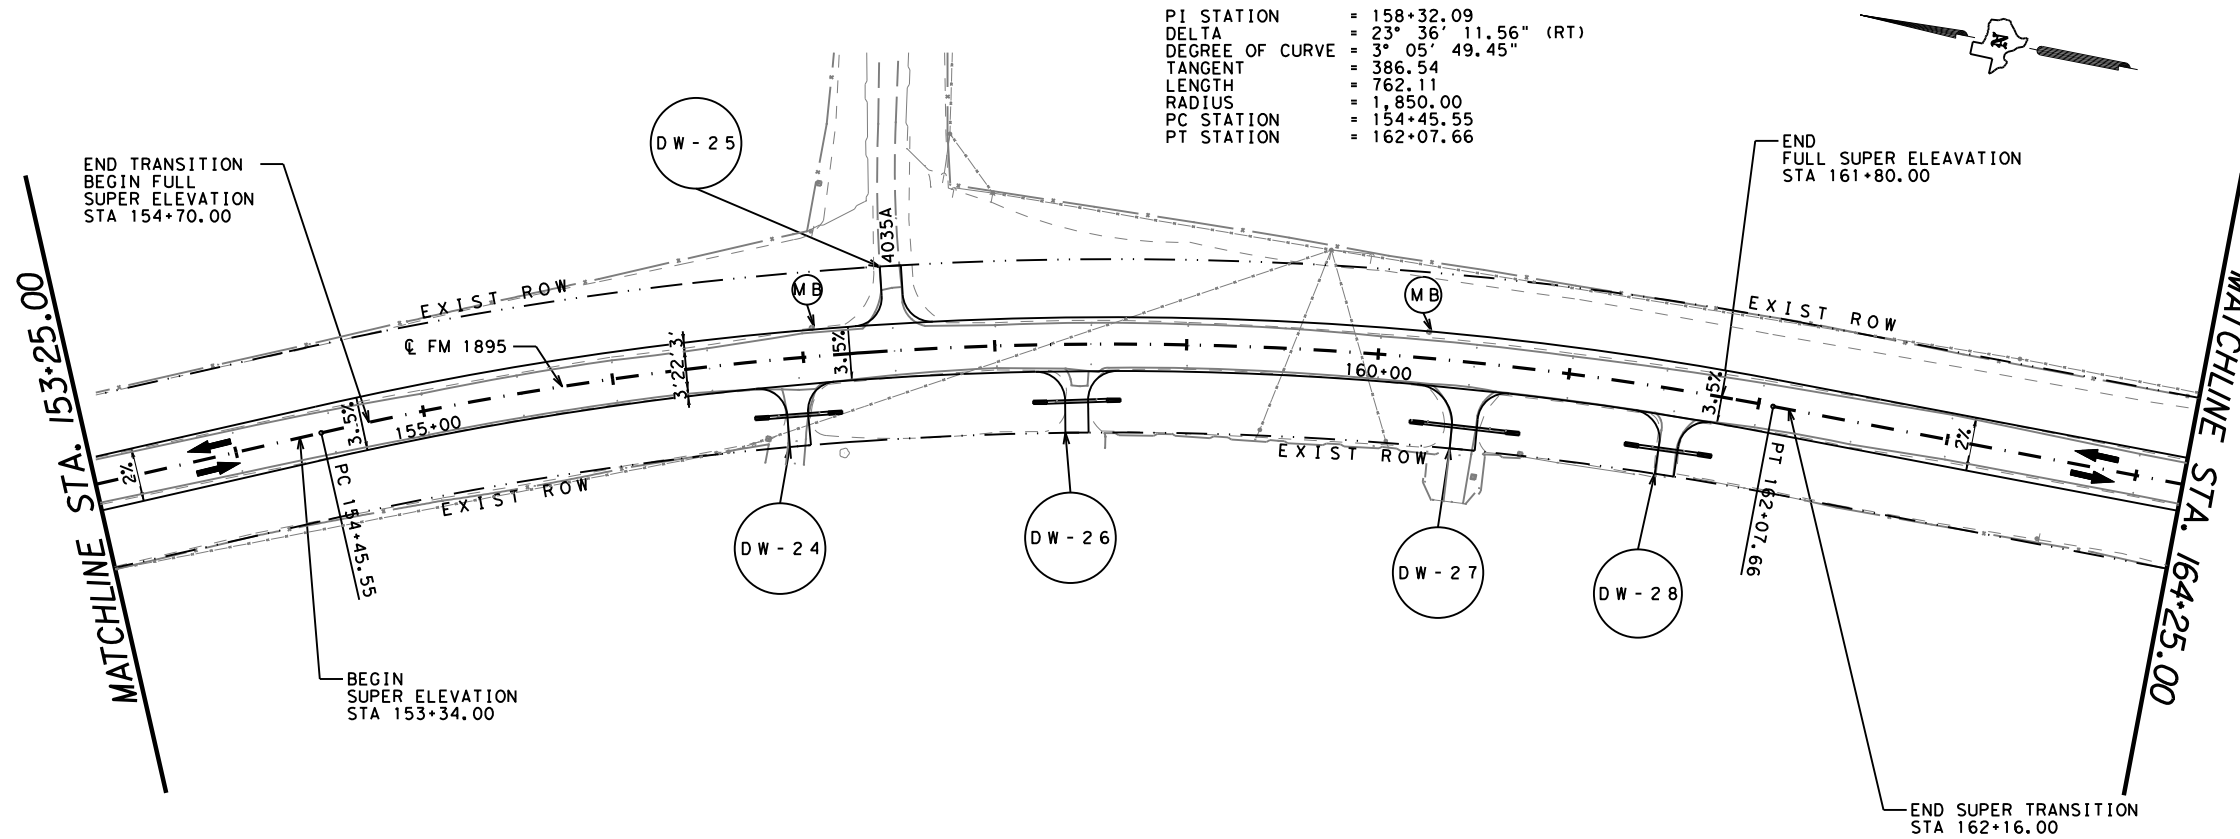 PI STATION = 158+32.09
DELTA = 23° 36' 11.56" (RT)
DEGREE OF CURVE = 3° 05' 49.45"
TANGENT = 386.54
LENGTH = 762.11
RADIUS = 1,850.00
PC STATION = 154+45.55
PT STATION = 162+07.66
N
END TRANSITION
BEGIN FULL
SUPER ELEVATION
STA 154+70.00
DW-25
END
FULL SUPER ELEAVATION
STA 161+80.00
4035A
MB
MB
EXIST ROW
EXIST ROW
℄ FM 1895
3' 22' 3'
3.5%
160+00
155+00
3.5%
3.5%
2%
2%
MATCHLINE STA. 153+25.00
MATCHLINE STA. 164+25.00
EXIST ROW
EXIST ROW
PC 154+45.55
PT 162+07.66
DW-24
DW-26
DW-27
DW-28
BEGIN
SUPER ELEVATION
STA 153+34.00
END SUPER TRANSITION
STA 162+16.00